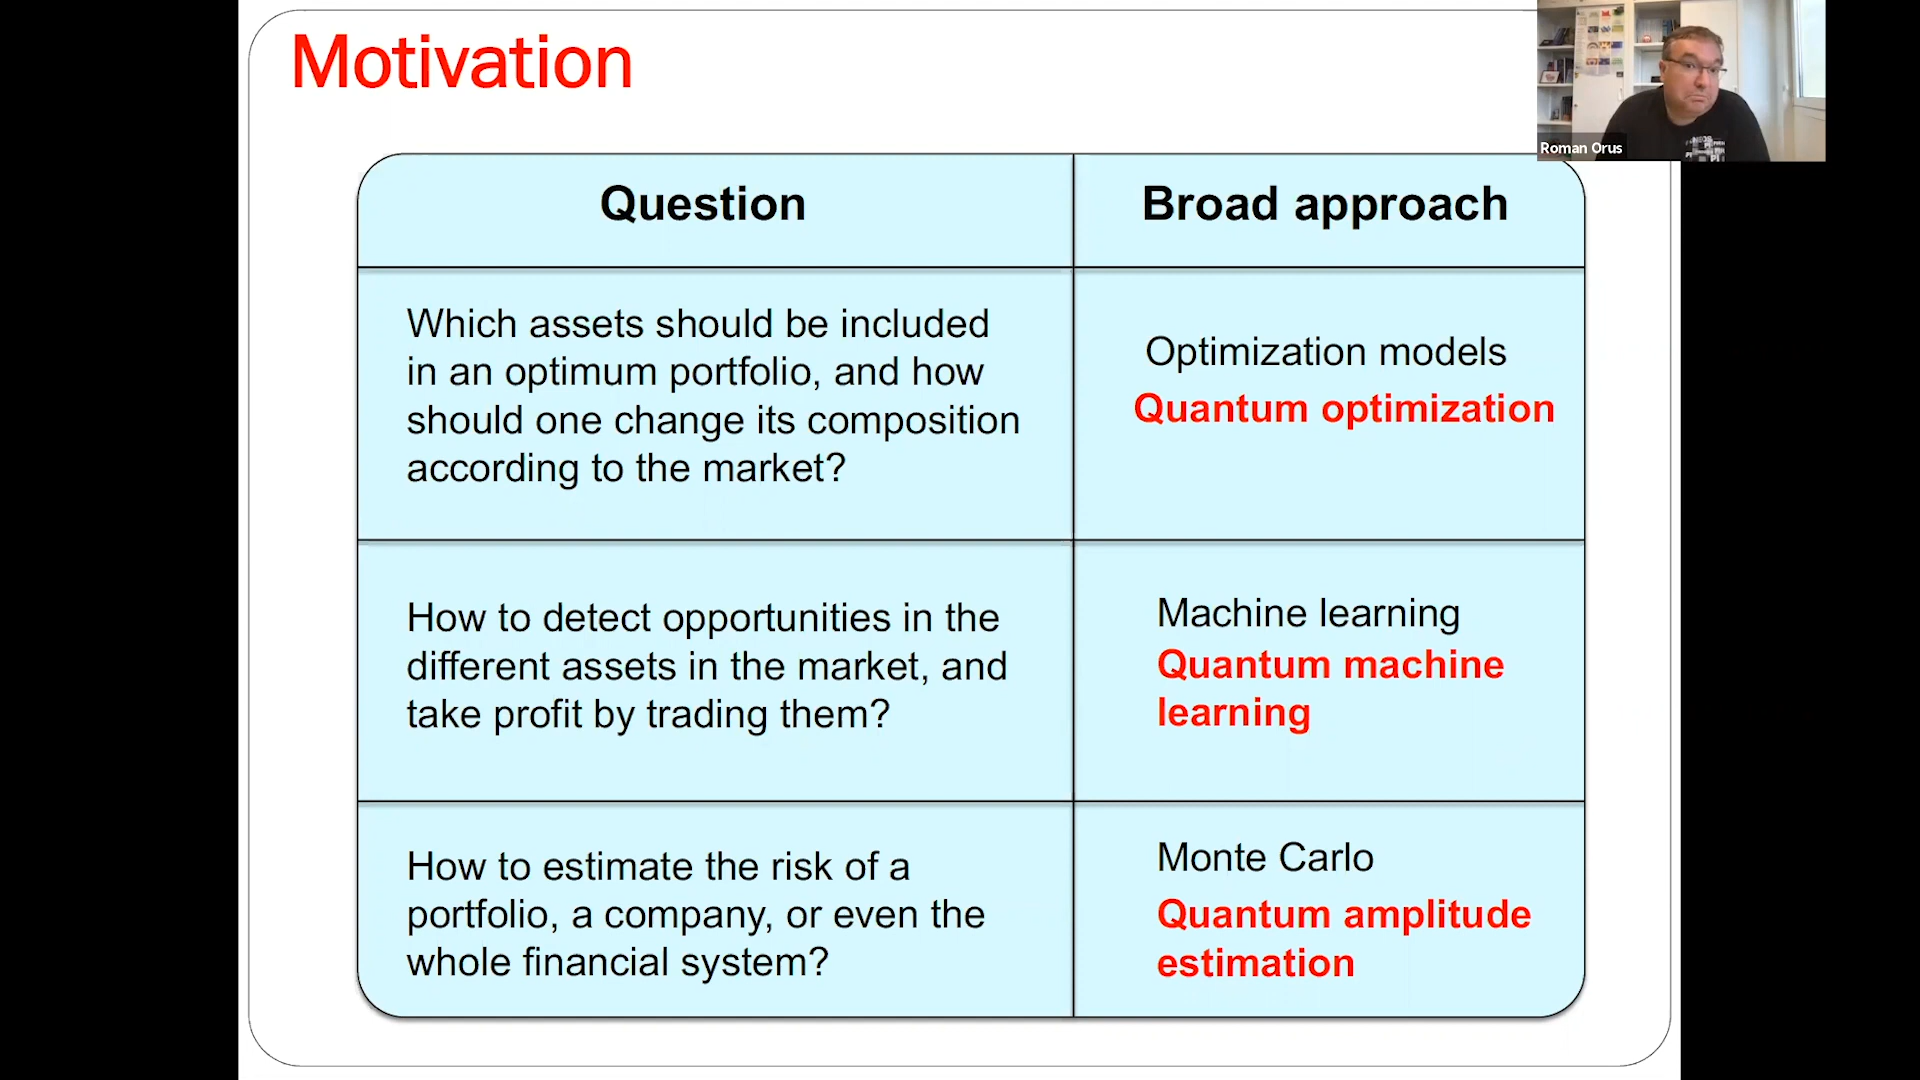 Motivation
Roman Orus
Question
Broad approach
Which assets should be included
in an optimum portfolio, and how
should one change its composition
according to the market?
Optimization models
Quantum optimization
How to detect opportunities in the
different assets in the market, and
take profit by trading them?
Machine learning
Quantum machine
learning
How to estimate the risk of a
portfolio, a company, or even the
whole financial system?
Monte Carlo
Quantum amplitude
estimation